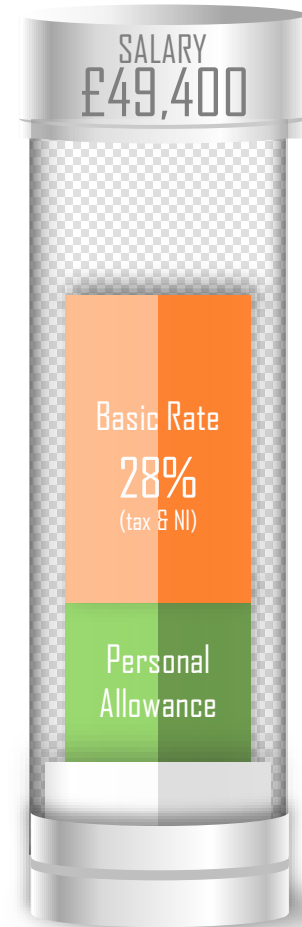 SALARY
£49,400
Basic Rate
28%
(tax & NI)
Personal
Allowance